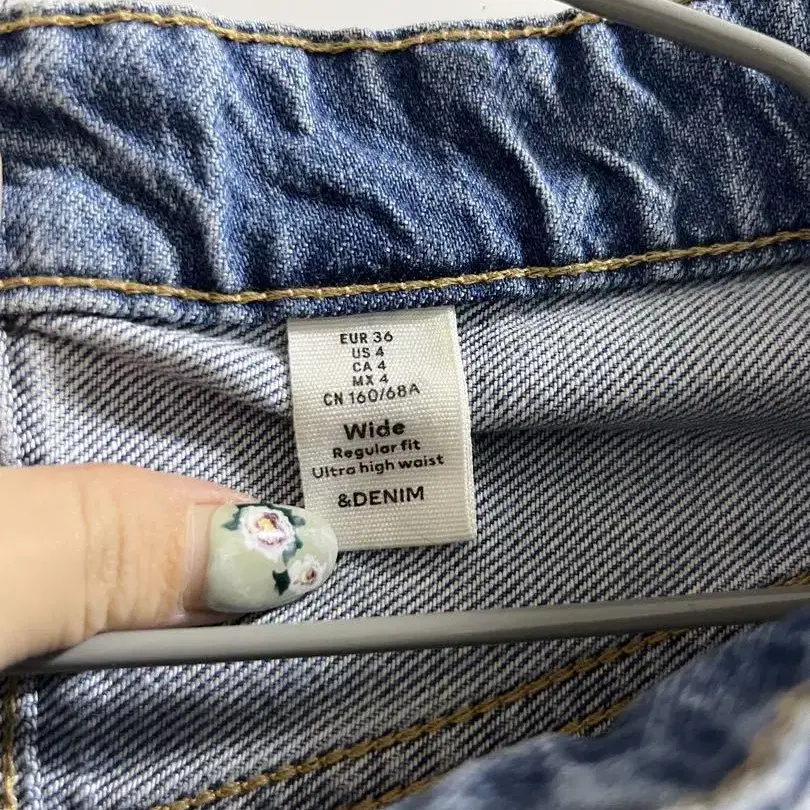 EUR 36
US 4
CA 4
MX 4
CN 160/68A
Wide
Regular fit
Ultra high waist
&DENIM